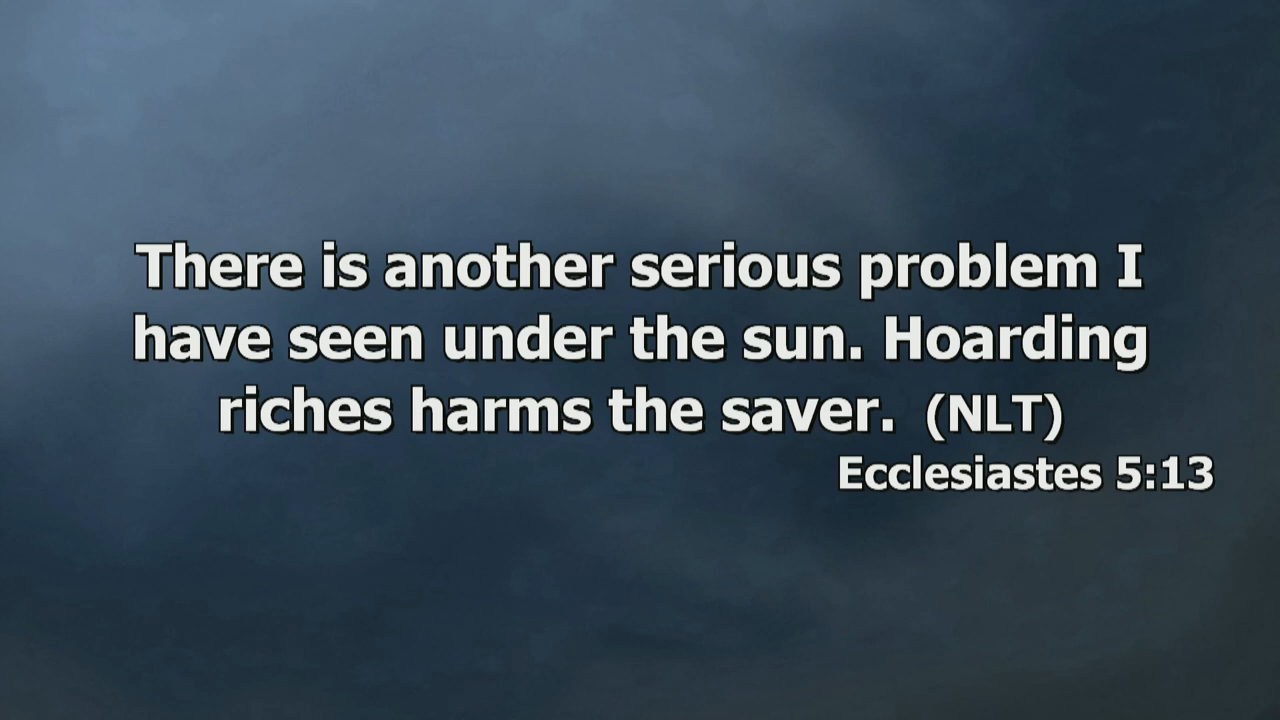 There is another serious problem I
have seen under the sun. Hoarding
riches harms the saver. (NLT)
Ecclesiastes 5:13